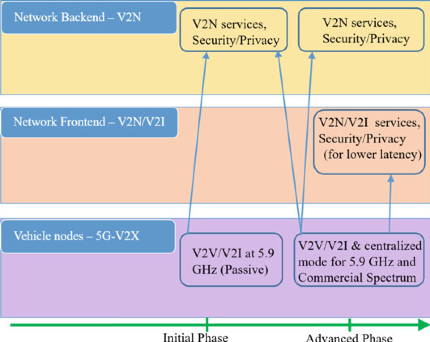 Network Backend – V2N
V2N services,
Security/Privacy
V2N services,
Security/Privacy
Network Frontend – V2N/V2I
V2N/V2I services,
Security/Privacy
(for lower latency)
Vehicle nodes – 5G-V2X
V2V/V2I at 5.9
GHz (Passive)
V2V/V2I & centralized
mode for 5.9 GHz and
Commercial Spectrum
Initial Phase
Advanced Phase